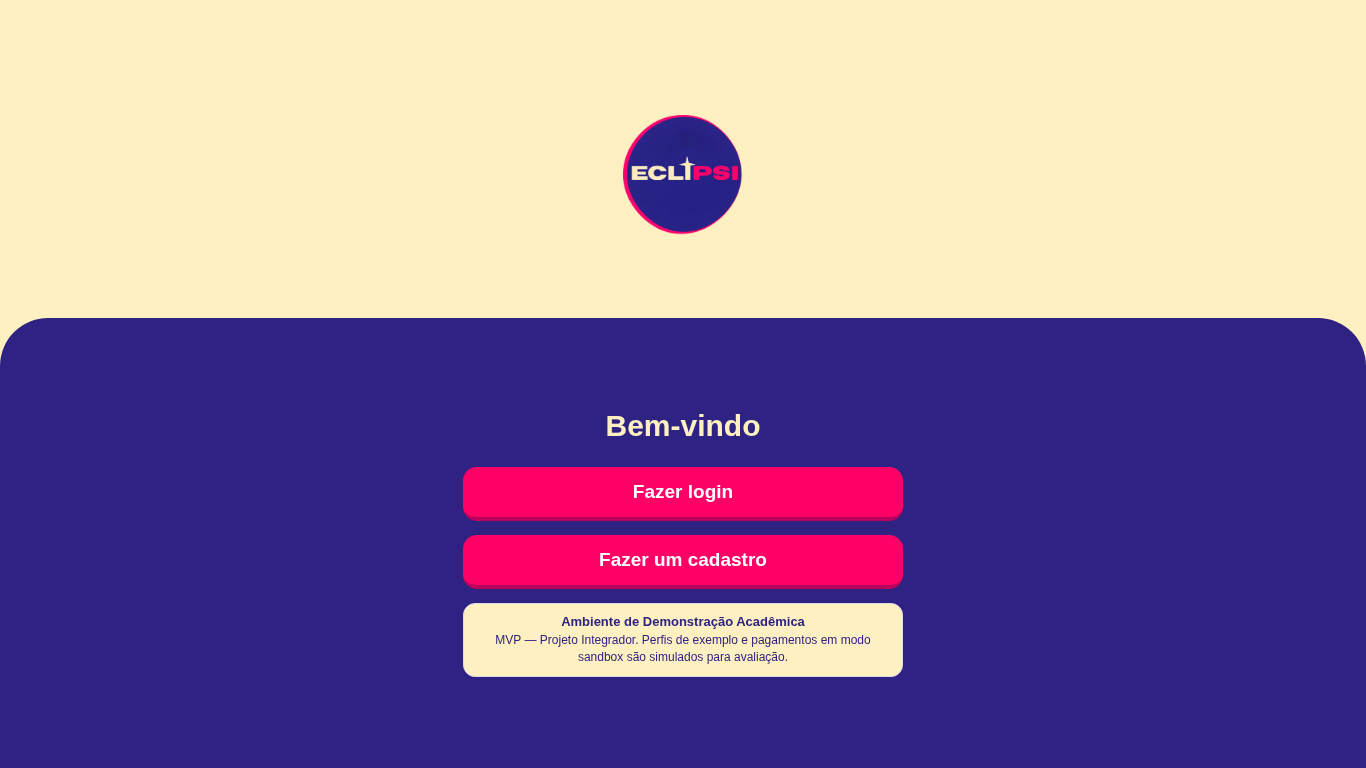 ECLIPSI
Bem-vindo
Fazer login
Fazer um cadastro
Ambiente de Demonstração Acadêmica
MVP — Projeto Integrador. Perfis de exemplo e pagamentos em modo
sandbox são simulados para avaliação.